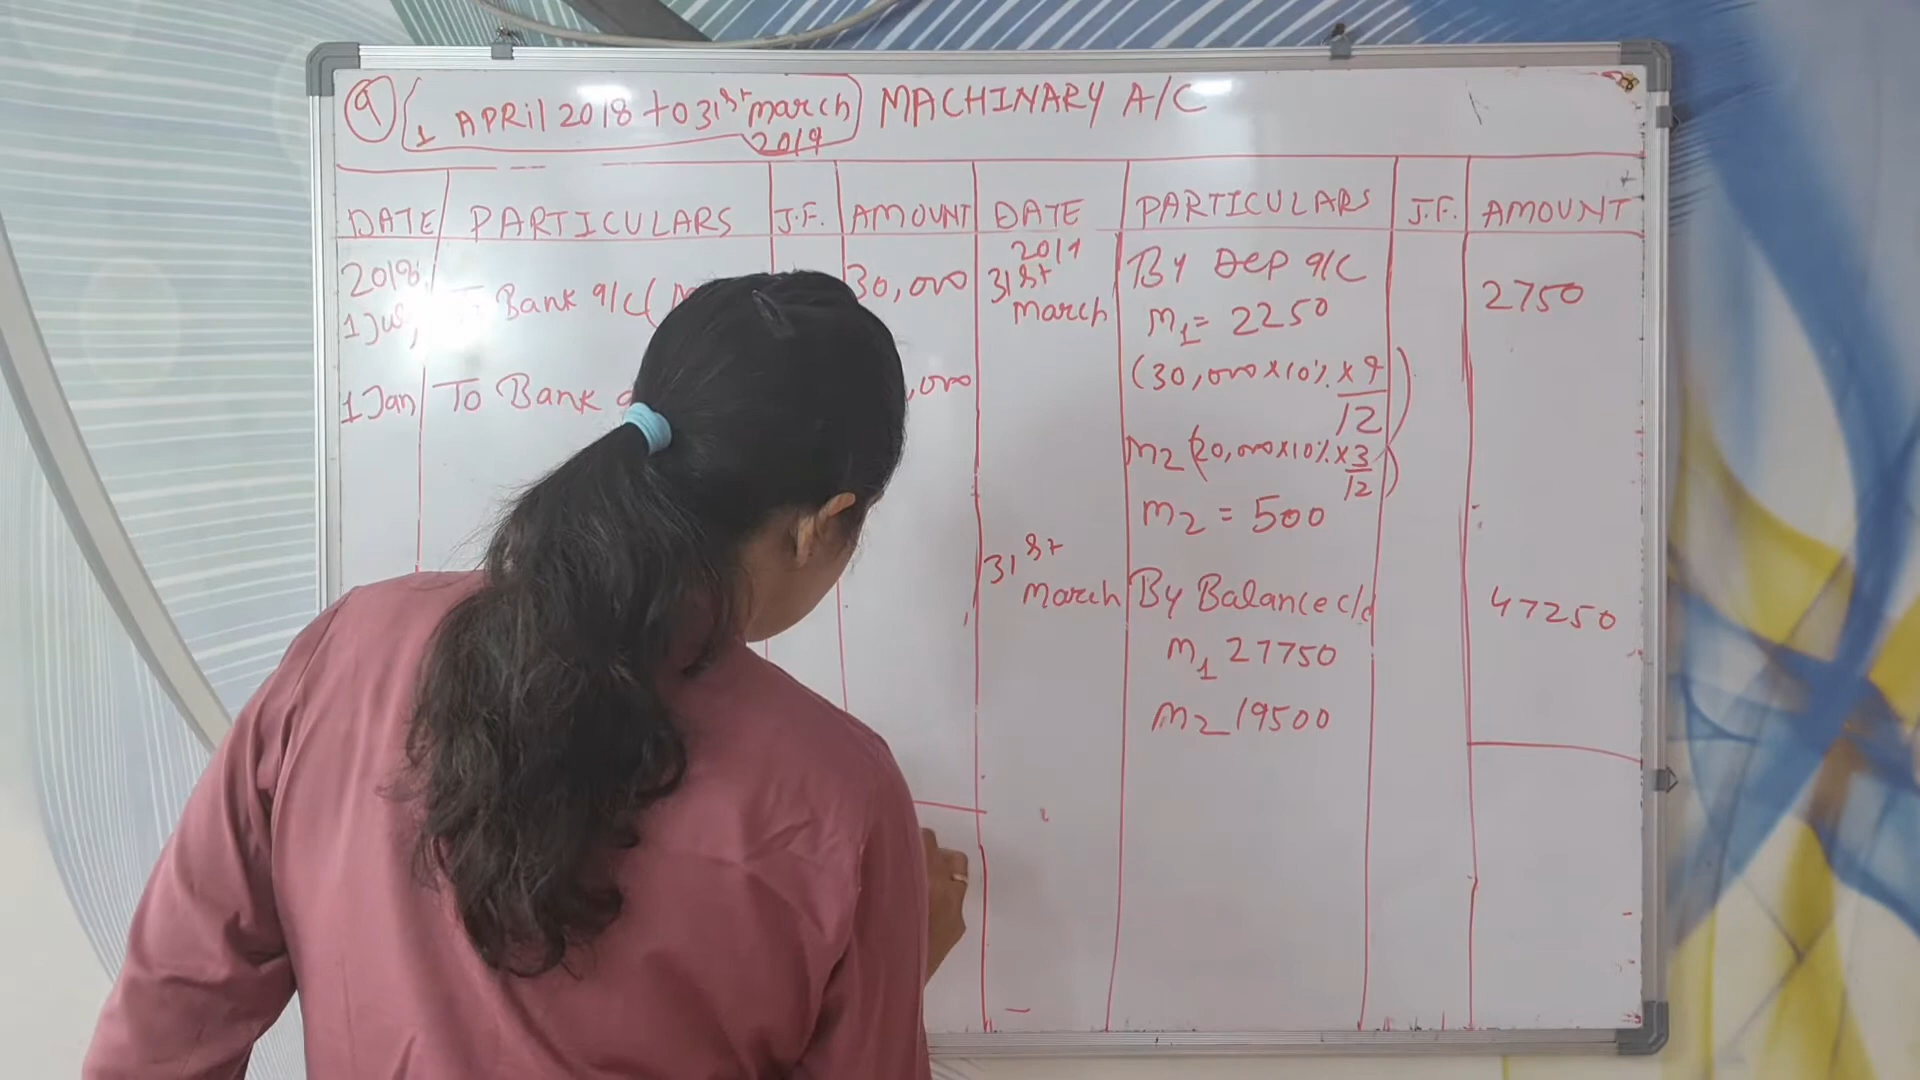 9 (1 APRil 2018 to 31st march 2019) MACHINARY A/C
DATE PARTICULARS J.F. AMOUNT DATE PARTICULARS J.F. AMOUNT
2018
1 July To Bank a/c ( 30,000
1 Jan To Bank ,000
2019
31st march
By Dep a/c 2750
m1 = 2250
(30,000 x 10% x 9/12)
m2 (20,000x10% x 3/12)
m2 = 500
31st march By Balance c/d 47250
m1 27750
m2 19500